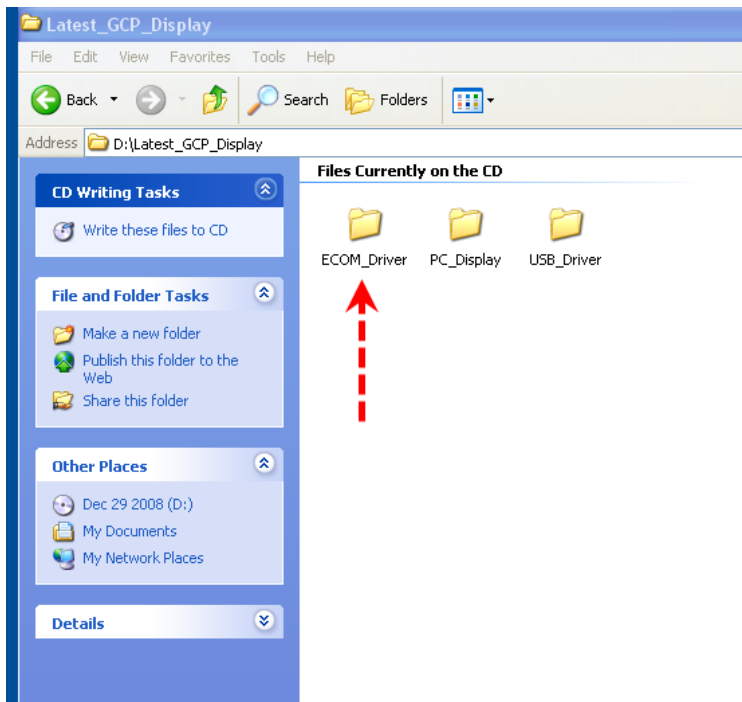 Latest_GCP_Display
File Edit View Favorites Tools Help
Back Search Folders
Address D:\Latest_GCP_Display
CD Writing Tasks
Write these files to CD
File and Folder Tasks
Make a new folder
Publish this folder to the
Web
Share this folder
Other Places
Dec 29 2008 (D:)
My Documents
My Network Places
Details
Files Currently on the CD
ECOM_Driver PC_Display USB_Driver